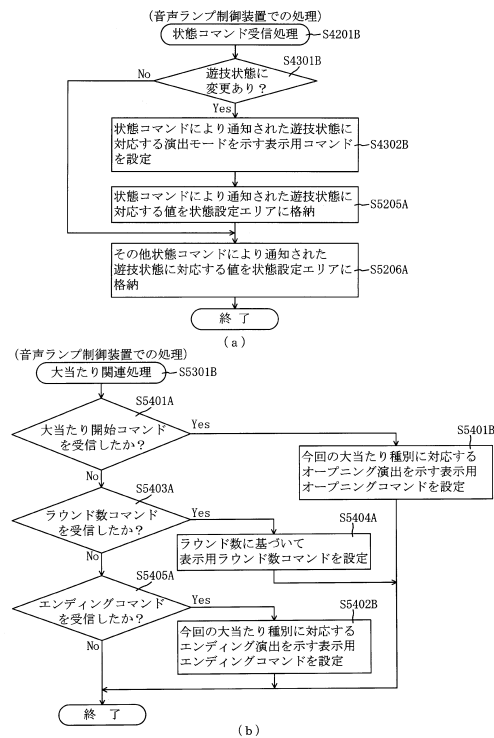 (音声ランプ制御装置での処理)
状態コマンド受信処理
S4201B
S4301B
遊技状態に
変更あり？
No
Yes
状態コマンドにより通知された遊技状態に
対応する演出モードを示す表示用コマンド
を設定
S4302B
状態コマンドにより通知された遊技状態に
対応する値を状態設定エリアに格納
S5205A
その他状態コマンドにより通知された
遊技状態に対応する値を状態設定エリアに
格納
S5206A
終了
(a)
(音声ランプ制御装置での処理)
大当たり関連処理
S5301B
S5401A
大当たり開始コマンド
を受信したか？
Yes
No
S5401B
今回の大当たり種別に対応する
オープニング演出を示す表示用
オープニングコマンドを設定
S5403A
ラウンド数コマンド
を受信したか？
Yes
No
S5404A
ラウンド数に基づいて
表示用ラウンド数コマンドを設定
S5405A
エンディングコマンド
を受信したか？
Yes
No
S5402B
今回の大当たり種別に対応する
エンディング演出を示す表示用
エンディングコマンドを設定
終了
(b)